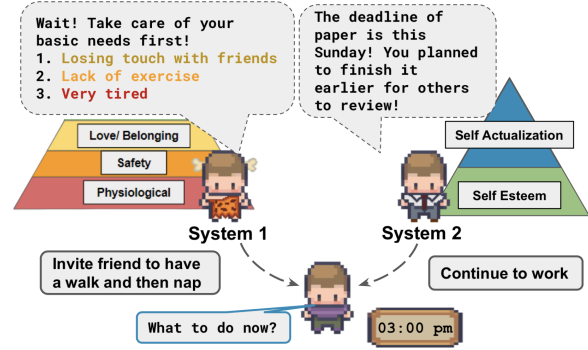 Wait! Take care of your
basic needs first!
1. Losing touch with friends
2. Lack of exercise
3. Very tired
The deadline of
paper is this
Sunday! You planned
to finish it
earlier for others
to review!
Love/ Belonging
Safety
Physiological
Self Actualization
Self Esteem
System 1
System 2
Invite friend to have
a walk and then nap
Continue to work
What to do now?
03:00 pm